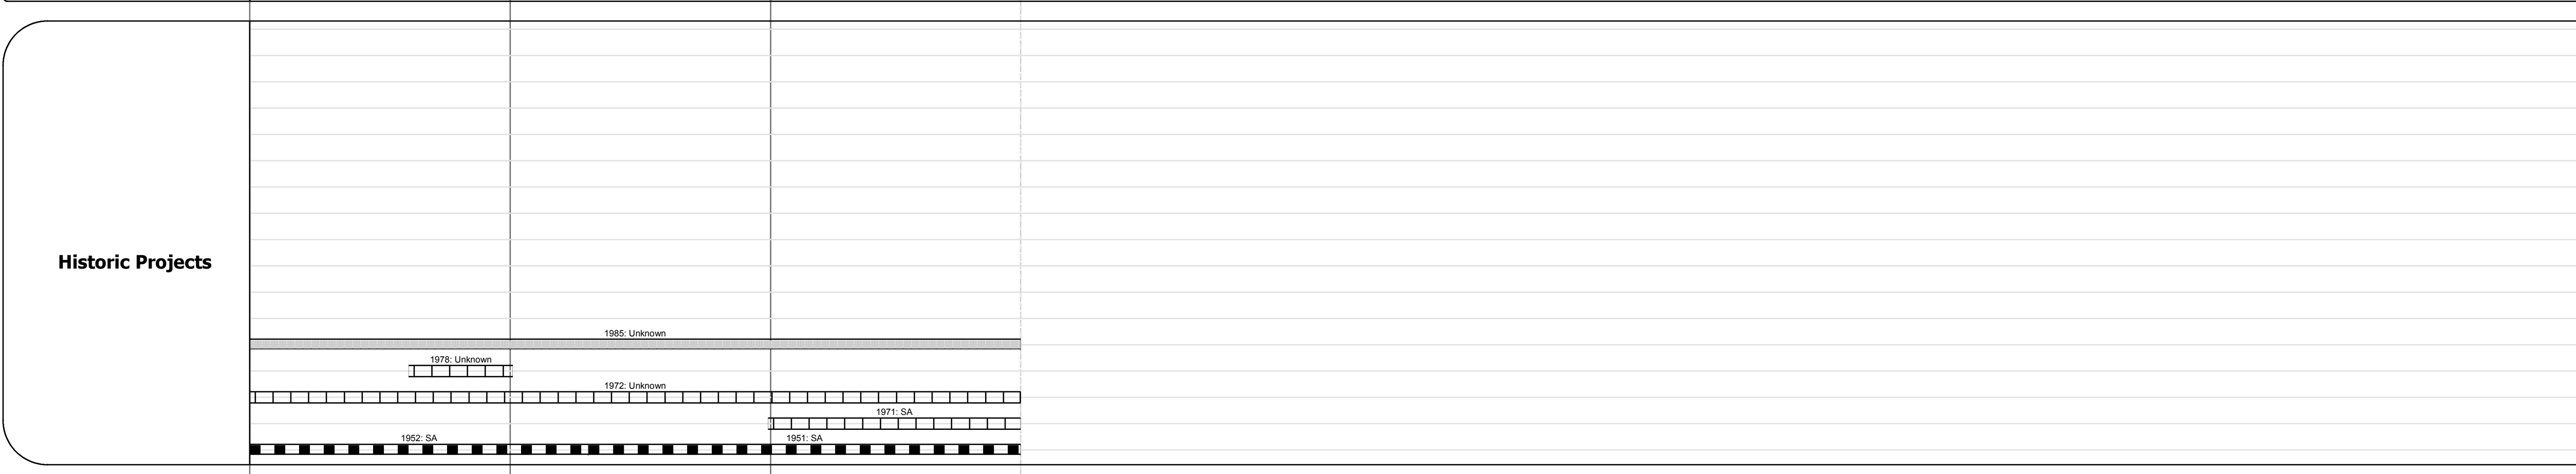 Historic Projects
1985: Unknown
1978: Unknown
1972: Unknown
1971: SA
1952: SA
1951: SA